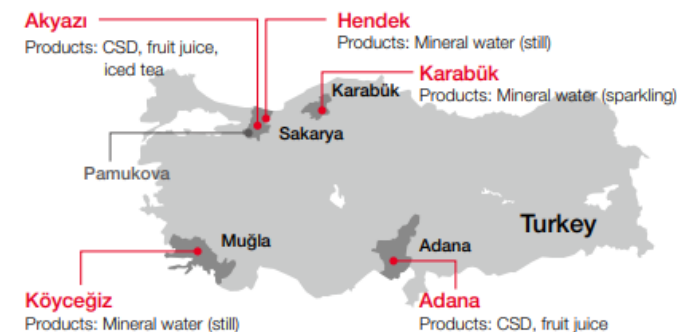 Akyazı
Products: CSD, fruit juice,
iced tea
Hendek
Products: Mineral water (still)
Karabük
Products: Mineral water (sparkling)
Karabük
Sakarya
Pamukova
Turkey
Muğla
Adana
Köyceğiz
Products: Mineral water (still)
Adana
Products: CSD, fruit juice